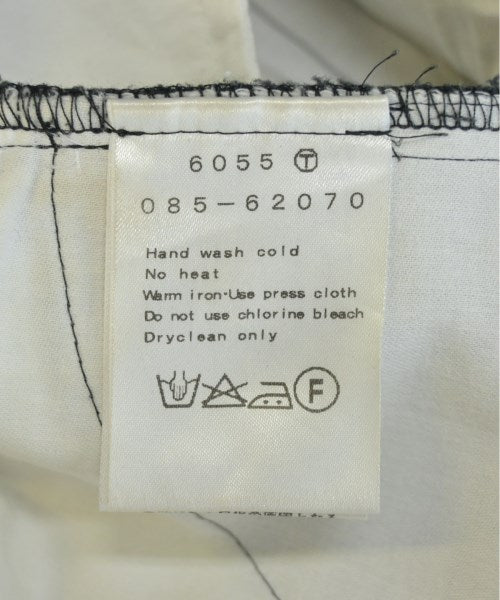 6055 Ⓣ
085-62070
Hand wash cold
No heat
Warm iron·Use press cloth
Do not use chlorine bleach
Dryclean only
F